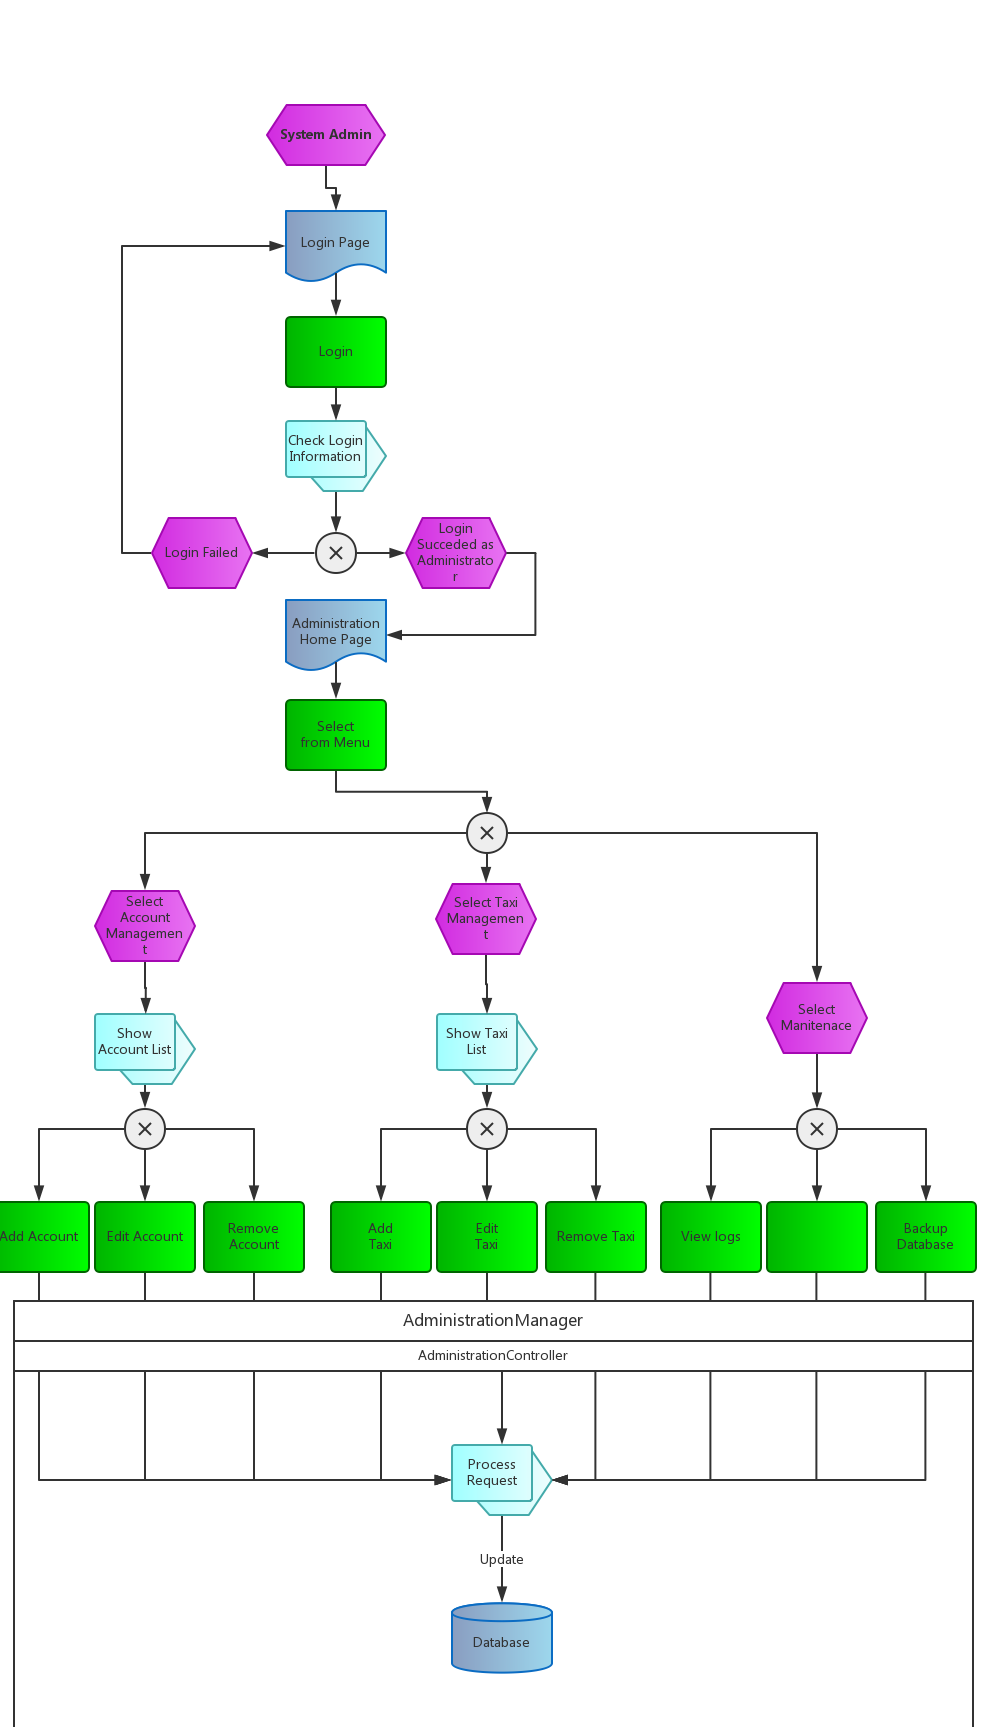 System Admin
Login Page
Login
Check Login
Information
Login Failed
Login
Succeded as
Administrato
r
Administration
Home Page
Select
from Menu
Select
Account
Managemen
t
Select Taxi
Managemen
t
Select
Manitenace
Show
Account List
Show Taxi
List
Add Account
Edit Account
Remove
Account
Add
Taxi
Edit
Taxi
Remove Taxi
View logs
Backup
Database
AdministrationManager
AdministrationController
Process
Request
Update
Database